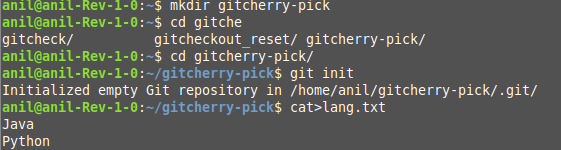 anil@anil-Rev-1-0:~$ mkdir gitcherry-pick
anil@anil-Rev-1-0:~$ cd gitche
gitcheck/ gitcheckout_reset/ gitcherry-pick/
anil@anil-Rev-1-0:~$ cd gitcherry-pick/
anil@anil-Rev-1-0:~/gitcherry-pick$ git init
Initialized empty Git repository in /home/anil/gitcherry-pick/.git/
anil@anil-Rev-1-0:~/gitcherry-pick$ cat>lang.txt
Java
Python